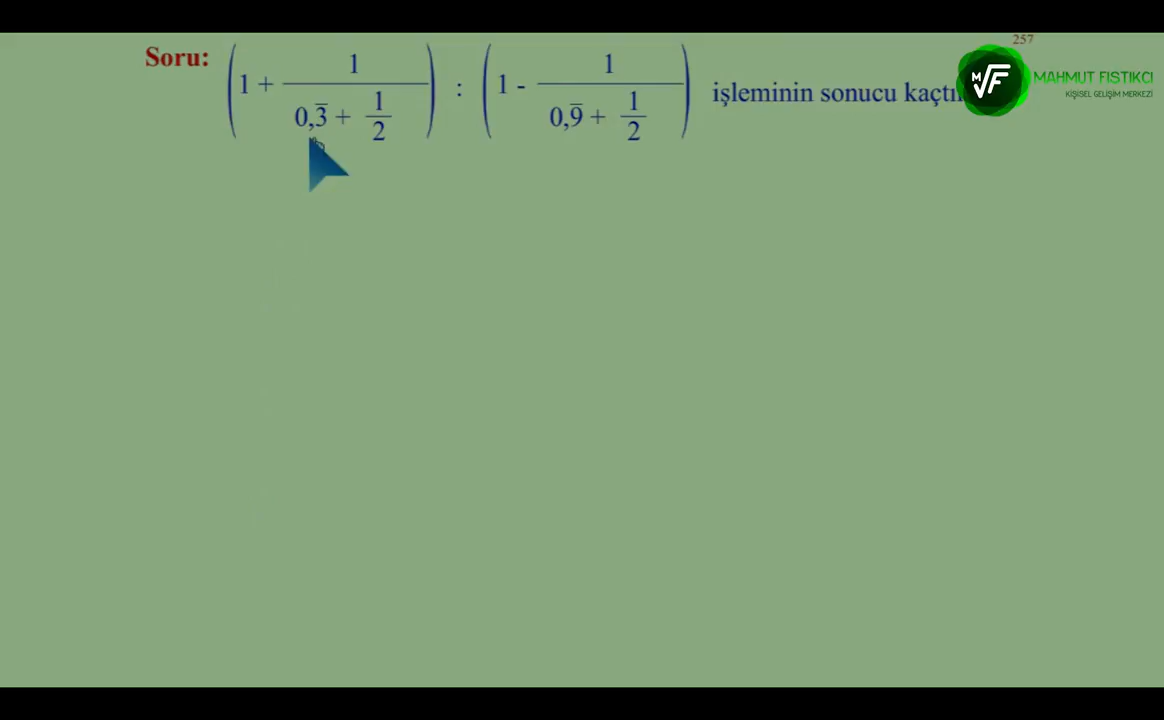 257
Soru: (1 + 1/(0,3̅ + 1/2)) : (1 - 1/(0,9̅ + 1/2)) işleminin sonucu
MAHMUT FISTIKCI
KİŞİSEL GELİŞİM MERKEZİ